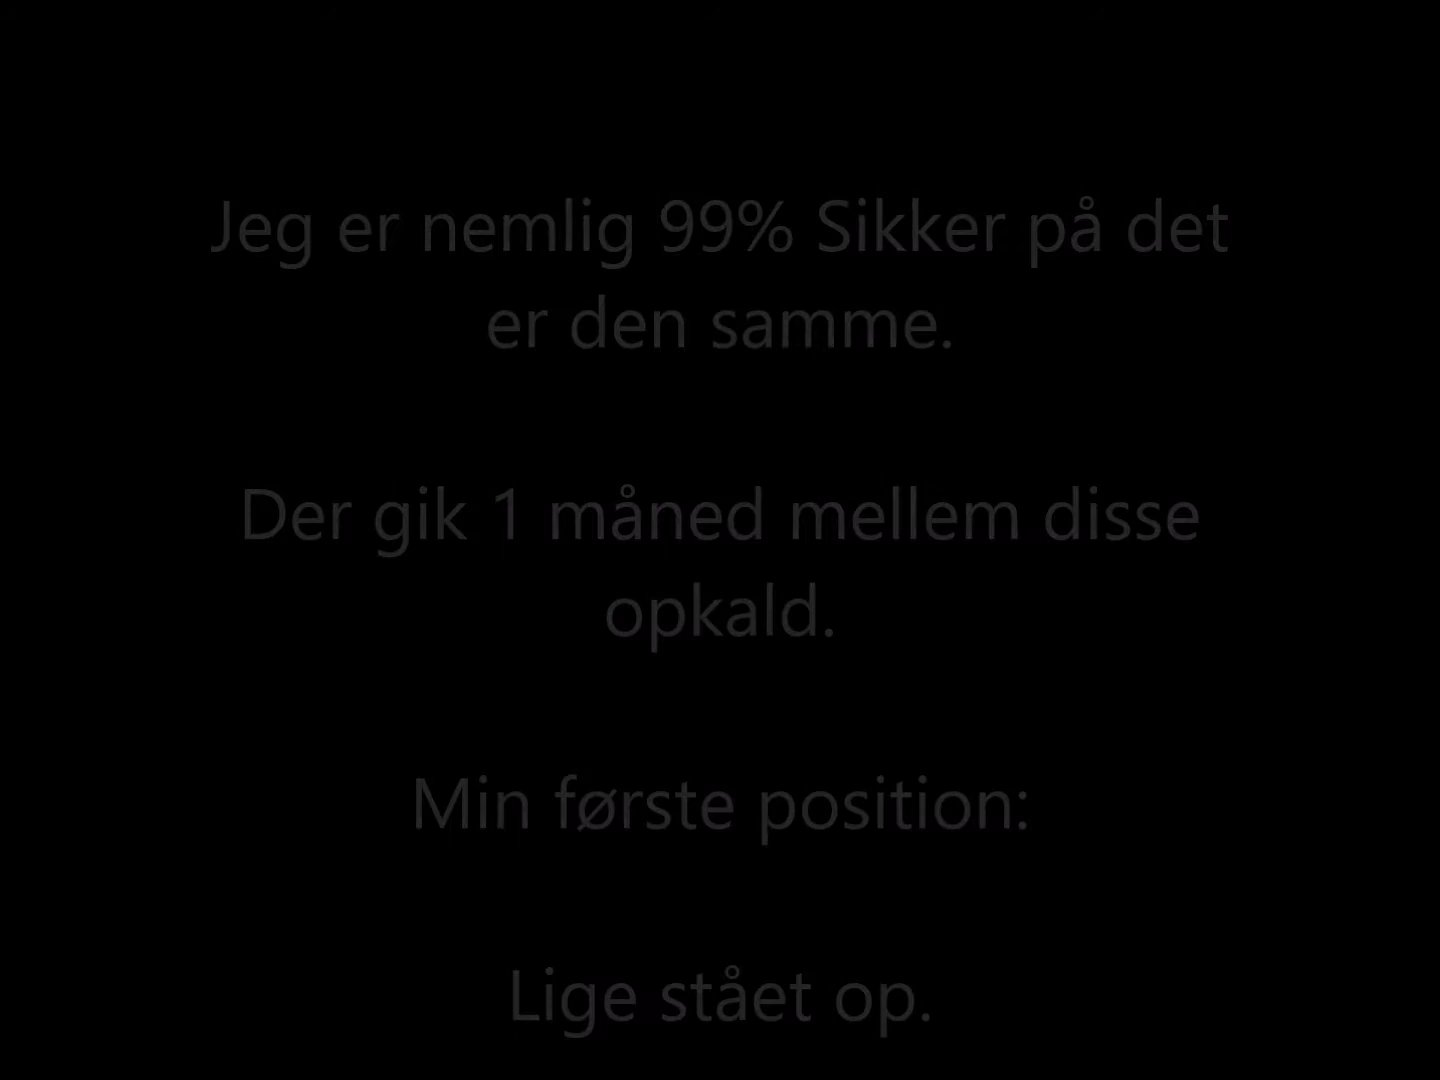 Jeg er nemlig 99% Sikker på det
er den samme.
Der gik 1 måned mellem disse
opkald.
Min første position:
Lige stået op.